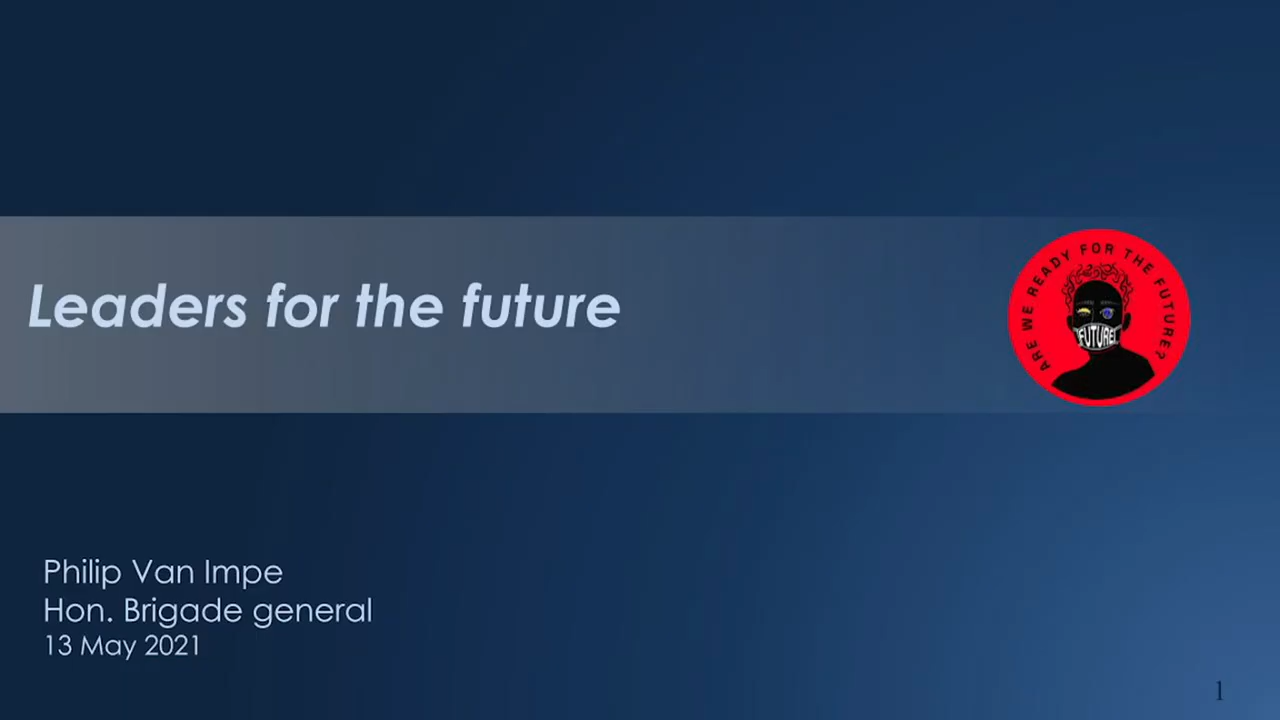 Leaders for the future
ARE WE READY FOR THE FUTURE?
FUTURE!
Philip Van Impe
Hon. Brigade general
13 May 2021
1